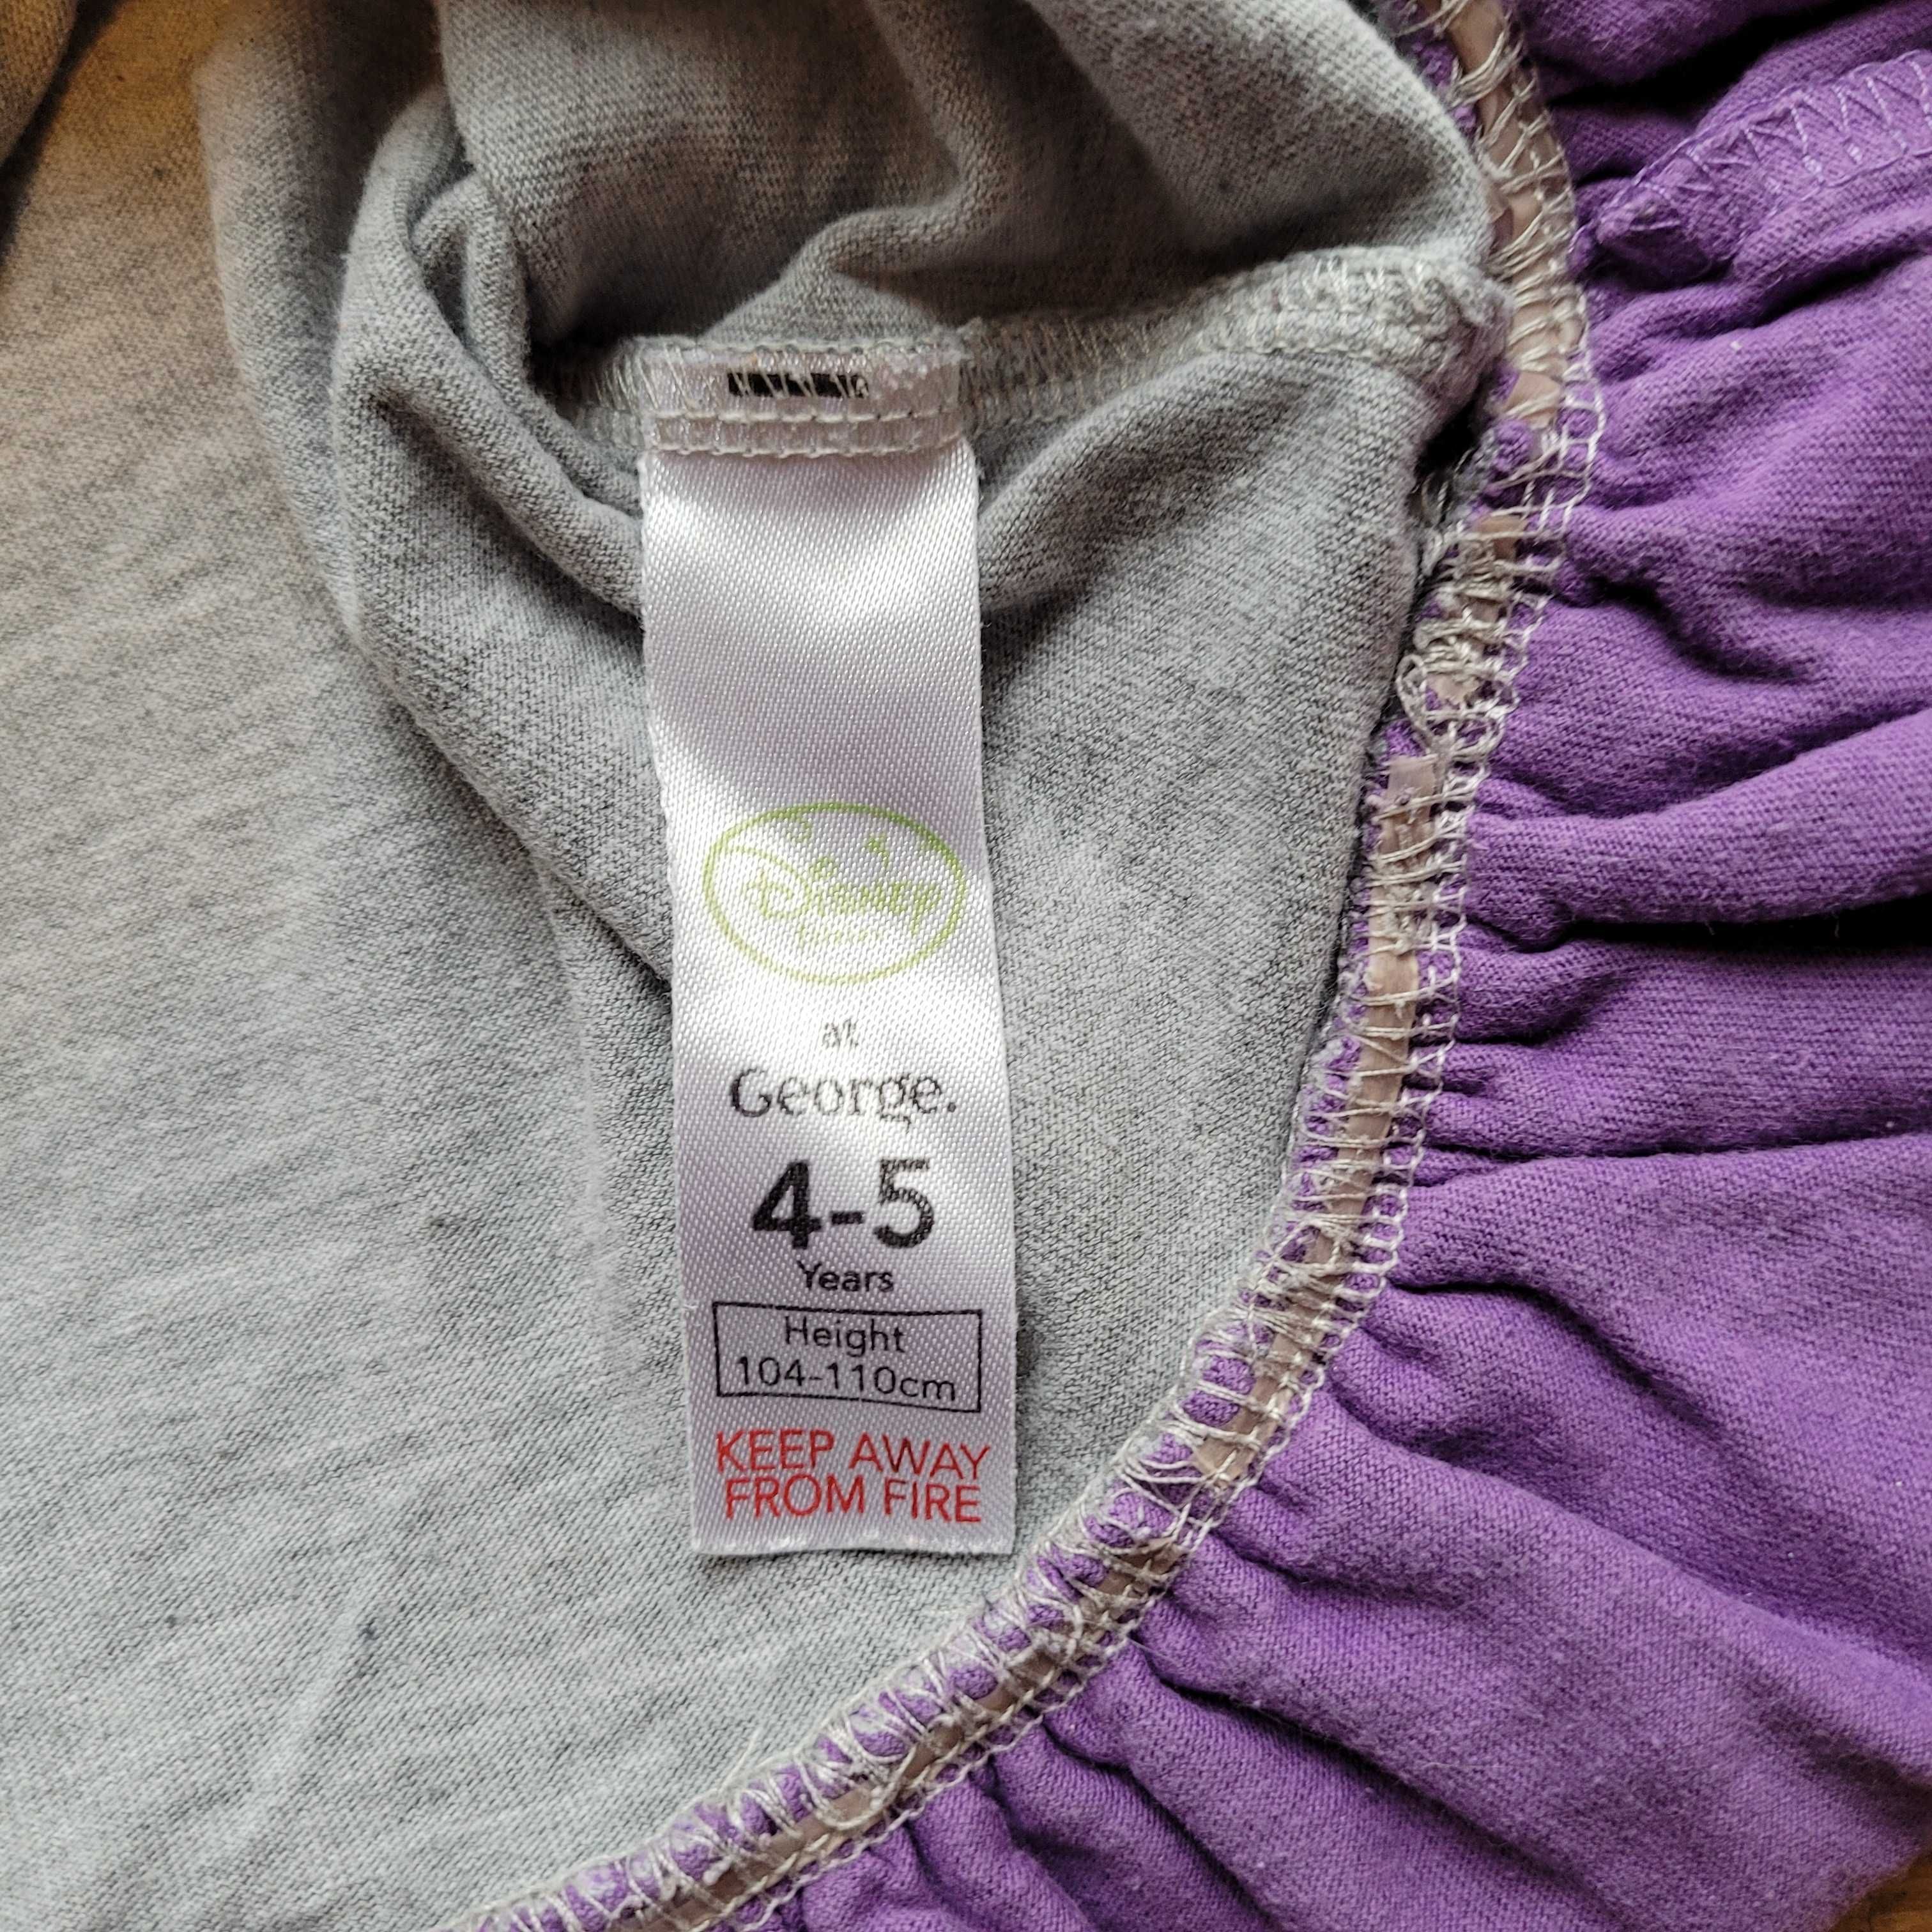 Disney
at
George.
4-5
Years
Height
104-110cm
KEEP AWAY
FROM FIRE